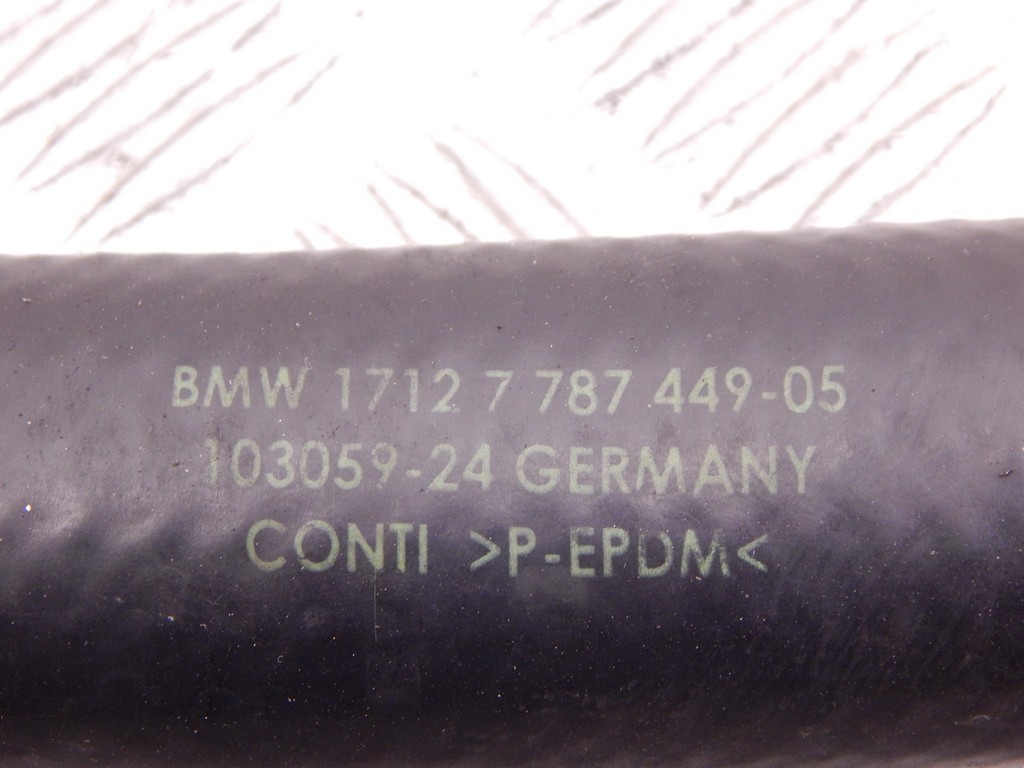 BMW 1712 7 787 449-05
103059-24 GERMANY
CONTI >P-EPDM<